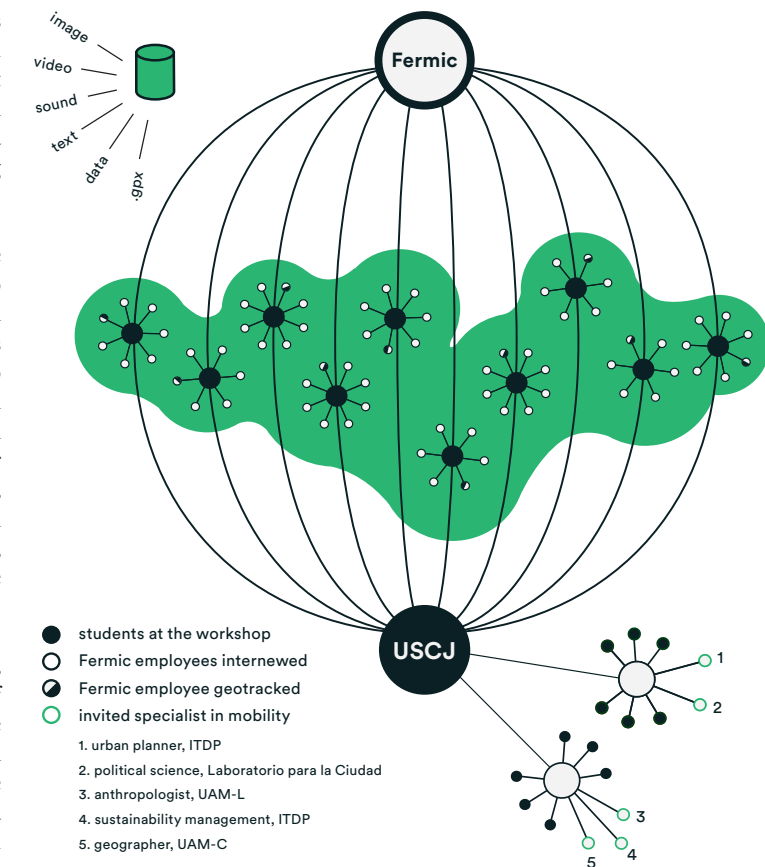 image
video
sound
text
data
.gpx
Fermic
USCJ
students at the workshop
Fermic employees internewed
Fermic employee geotracked
invited specialist in mobility
1. urban planner, ITDP
2. political science, Laboratorio para la Ciudad
3. anthropologist, UAM-L
4. sustainability management, ITDP
5. geographer, UAM-C
1
2
3
4
5